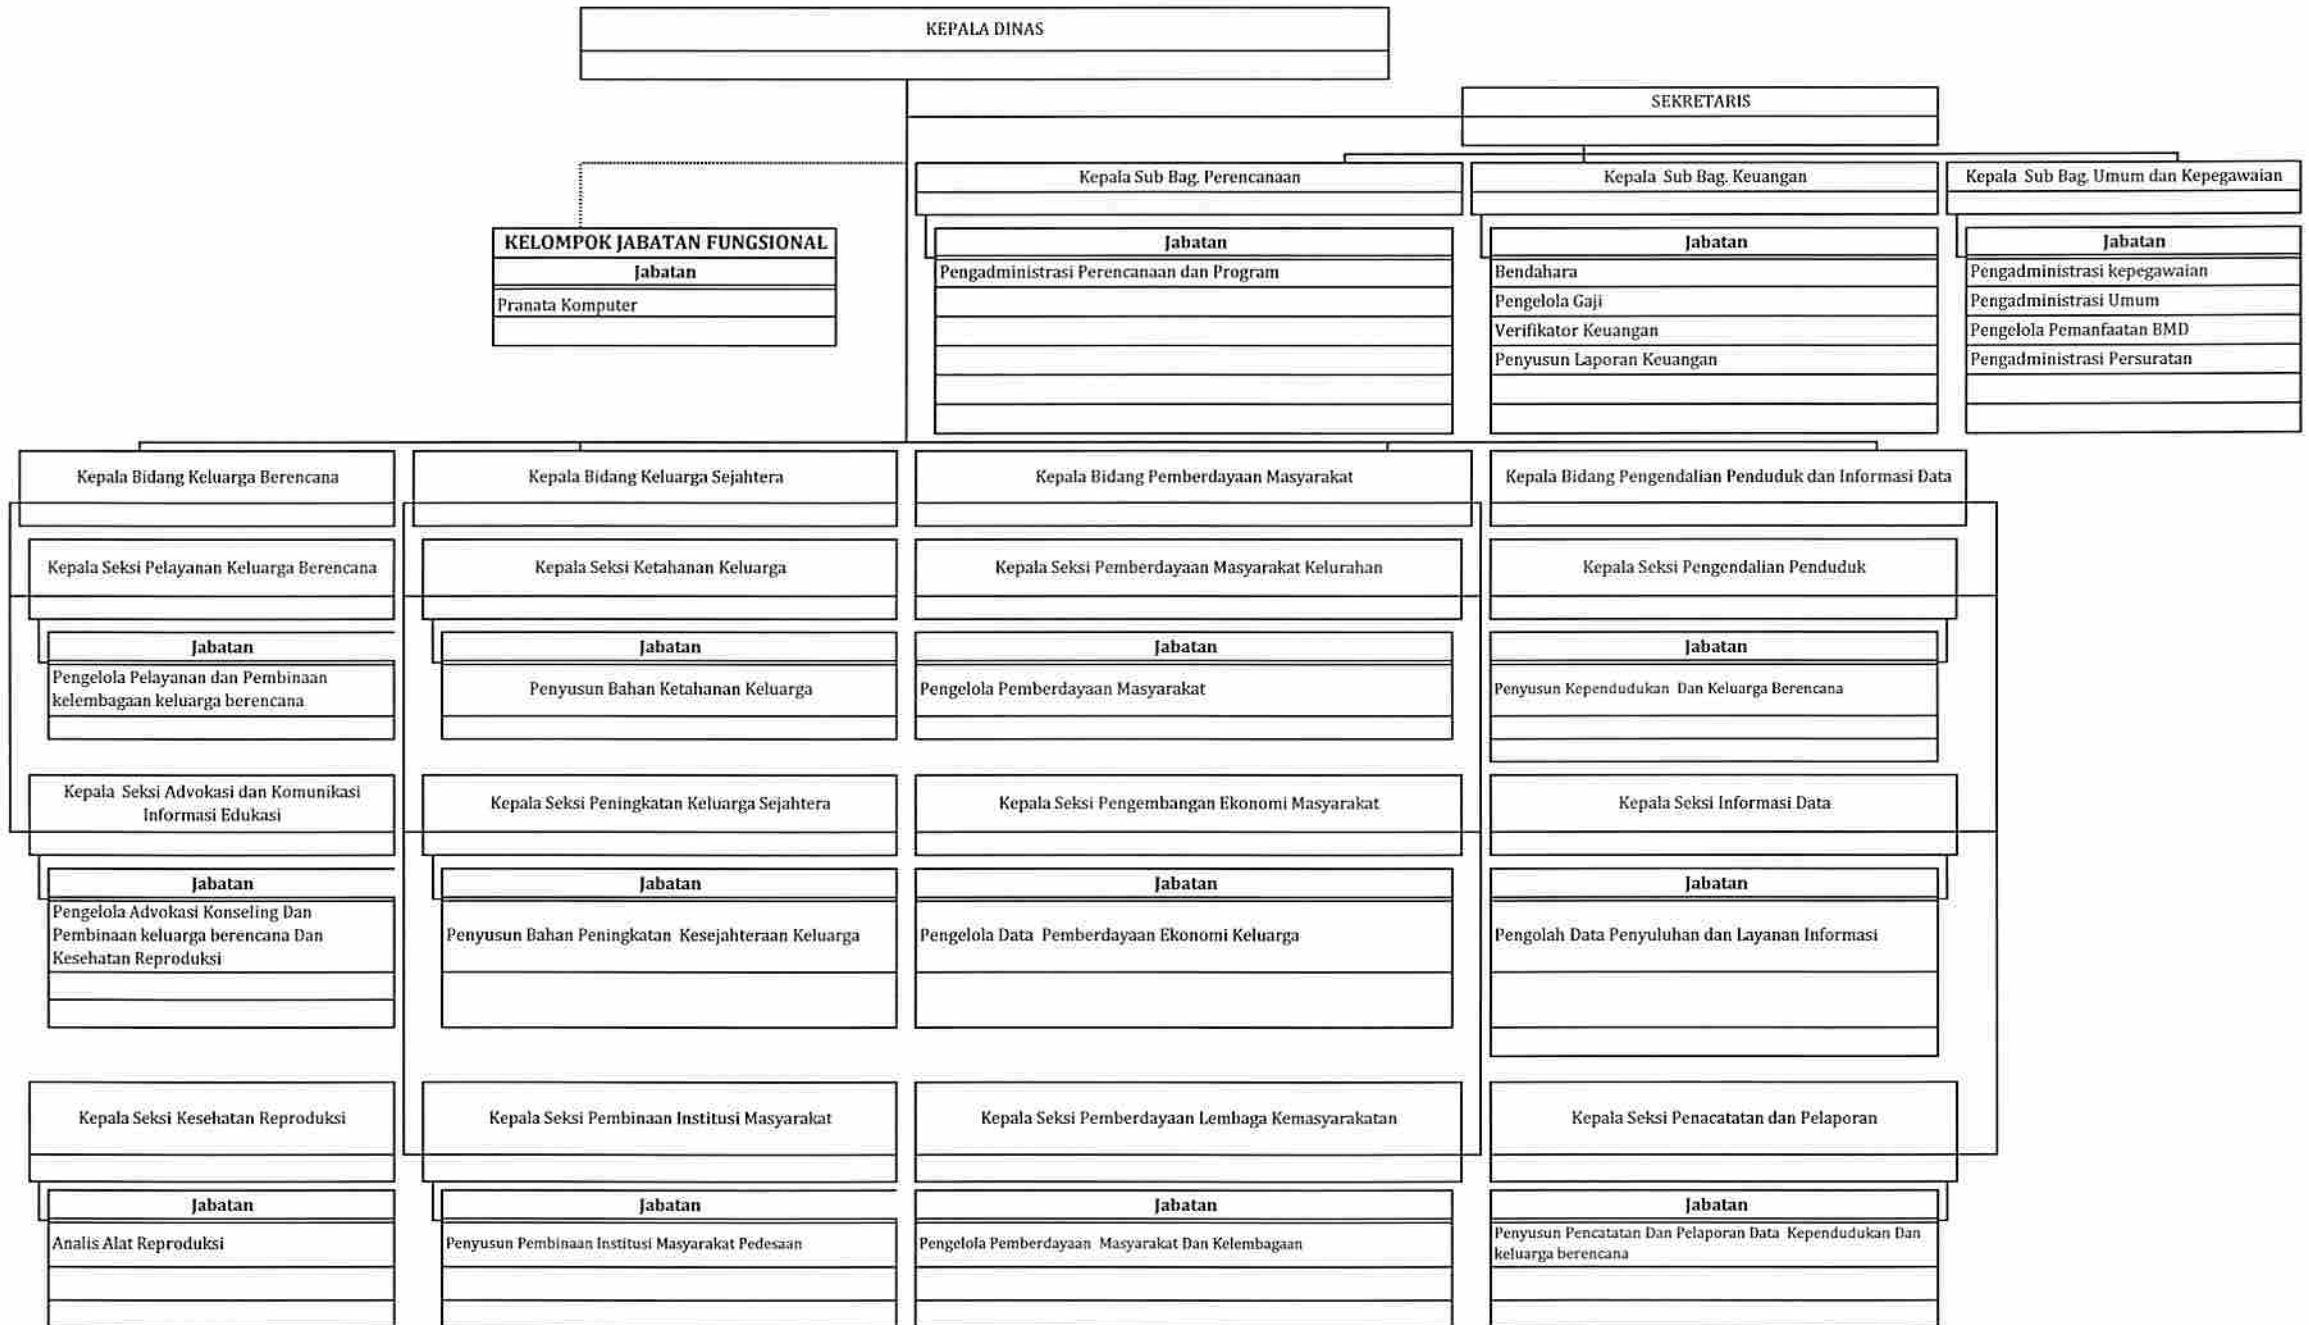 KEPALA DINAS
SEKRETARIS
Kepala Sub Bag. Perencanaan
Kepala Sub Bag. Keuangan
Kepala Sub Bag. Umum dan Kepegawaian
KELOMPOK JABATAN FUNGSIONAL
Jabatan
Pranata Komputer
Jabatan
Pengadministrasi Perencanaan dan Program
Jabatan
Bendahara
Pengelola Gaji
Verifikator Keuangan
Penyusun Laporan Keuangan
Jabatan
Pengadministrasi kepegawaian
Pengadministrasi Umum
Pengelola Pemanfaatan BMD
Pengadministrasi Persuratan
Kepala Bidang Keluarga Berencana
Kepala Bidang Keluarga Sejahtera
Kepala Bidang Pemberdayaan Masyarakat
Kepala Bidang Pengendalian Penduduk dan Informasi Data
Kepala Seksi Pelayanan Keluarga Berencana
Kepala Seksi Ketahanan Keluarga
Kepala Seksi Pemberdayaan Masyarakat Kelurahan
Kepala Seksi Pengendalian Penduduk
Jabatan
Pengelola Pelayanan dan Pembinaan
kelembagaan keluarga berencana
Jabatan
Penyusun Bahan Ketahanan Keluarga
Jabatan
Pengelola Pemberdayaan Masyarakat
Jabatan
Penyusun Kependudukan Dan Keluarga Berencana
Kepala Seksi Advokasi dan Komunikasi
Informasi Edukasi
Kepala Seksi Peningkatan Keluarga Sejahtera
Kepala Seksi Pengembangan Ekonomi Masyarakat
Kepala Seksi Informasi Data
Jabatan
Pengelola Advokasi Konseling Dan
Pembinaan keluarga berencana Dan
Kesehatan Reproduksi
Jabatan
Penyusun Bahan Peningkatan Kesejahteraan Keluarga
Jabatan
Pengelola Data Pemberdayaan Ekonomi Keluarga
Jabatan
Pengolah Data Penyuluhan dan Layanan Informasi
Kepala Seksi Kesehatan Reproduksi
Kepala Seksi Pembinaan Institusi Masyarakat
Kepala Seksi Pemberdayaan Lembaga Kemasyarakatan
Kepala Seksi Penacatatan dan Pelaporan
Jabatan
Analis Alat Reproduksi
Jabatan
Penyusun Pembinaan Institusi Masyarakat Pedesaan
Jabatan
Pengelola Pemberdayaan Masyarakat Dan Kelembagaan
Jabatan
Penyusun Pencatatan Dan Pelaporan Data Kependudukan Dan
keluarga berencana